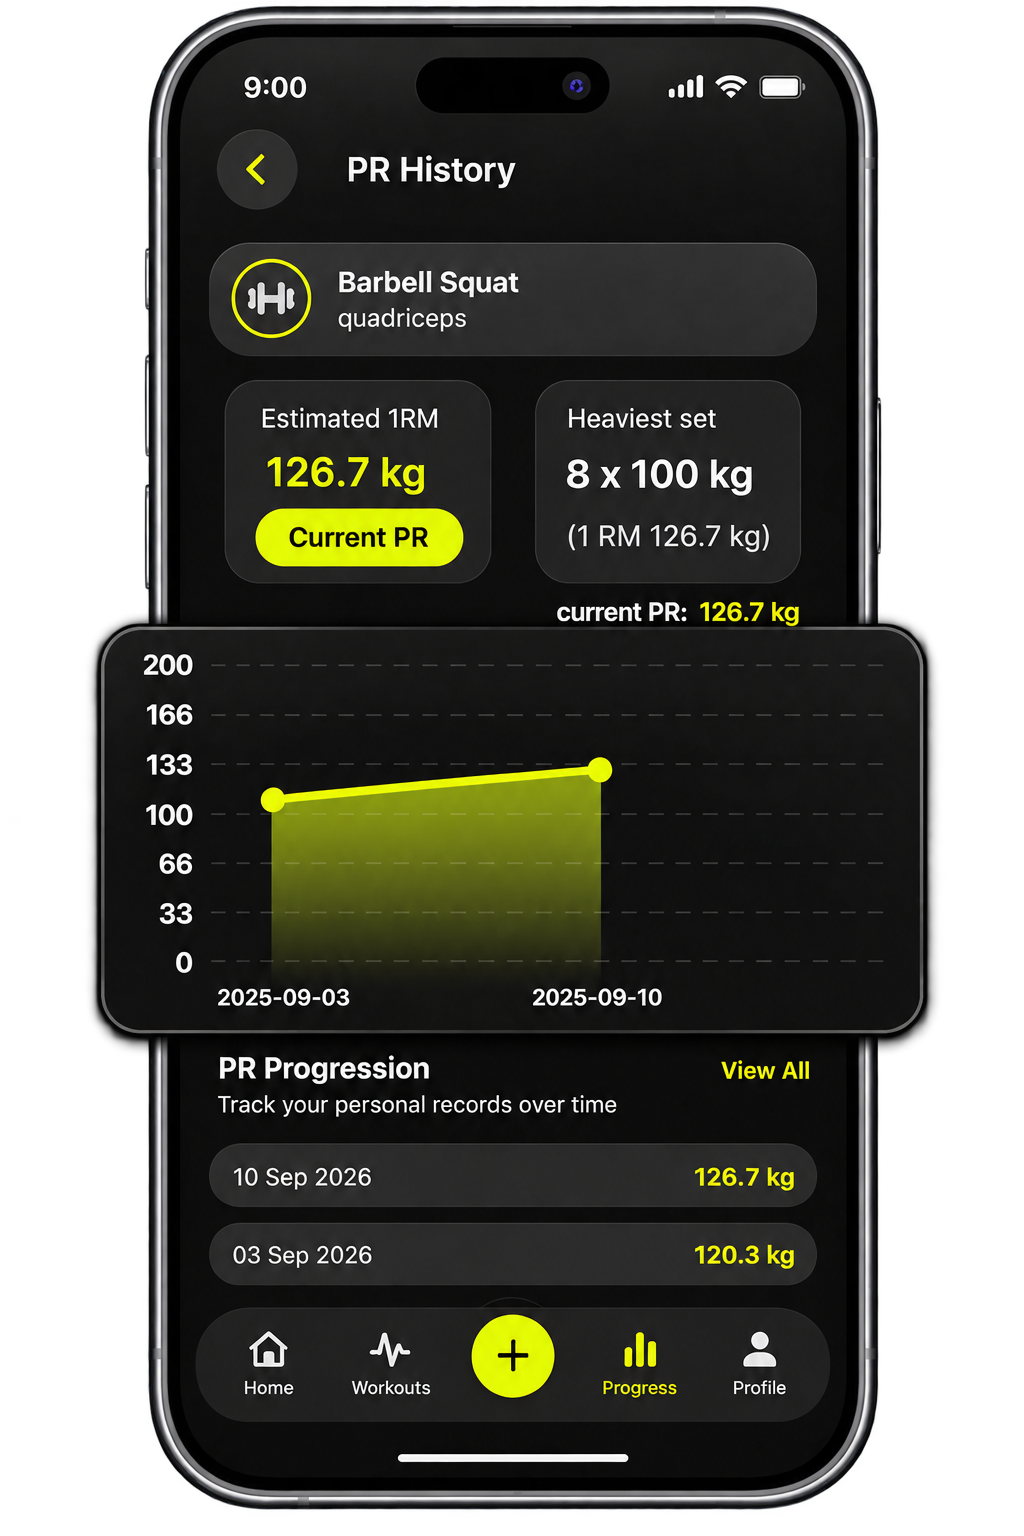 9:00
PR History
Barbell Squat
quadriceps
Estimated 1RM
126.7 kg
Current PR
Heaviest set
8 x 100 kg
(1 RM 126.7 kg)
current PR: 126.7 kg
200
166
133
100
66
33
0
2025-09-03 2025-09-10
PR Progression
View All
Track your personal records over time
10 Sep 2026 126.7 kg
03 Sep 2026 120.3 kg
Home Workouts Progress Profile